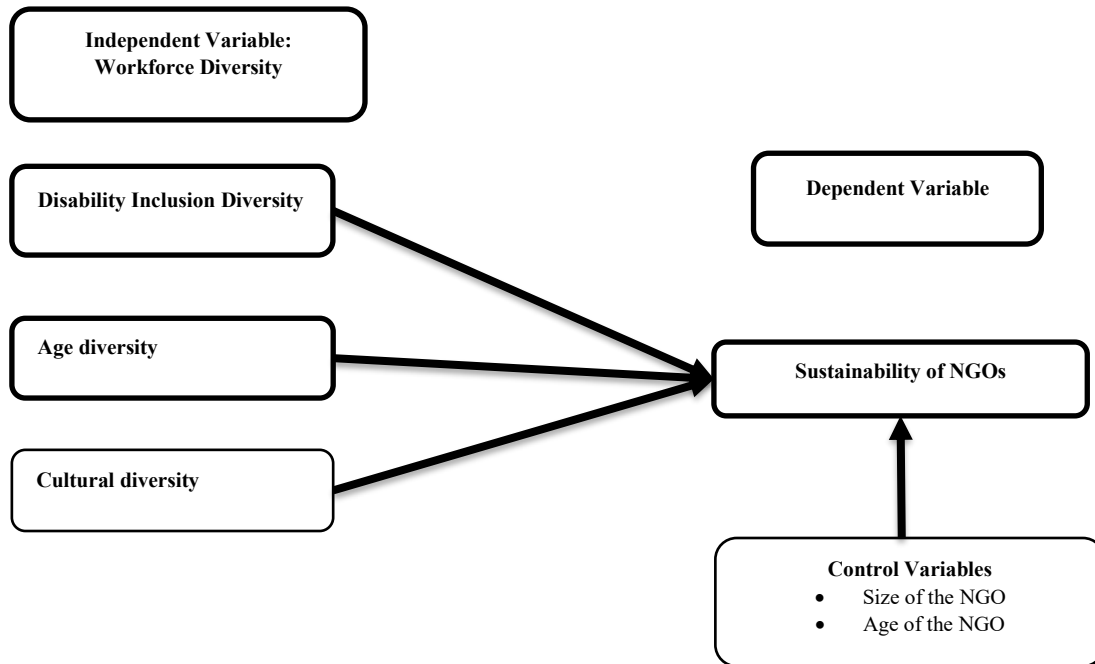 Independent Variable:
Workforce Diversity
Disability Inclusion Diversity
Dependent Variable
Age diversity
Sustainability of NGOs
Cultural diversity
Control Variables
• Size of the NGO
• Age of the NGO